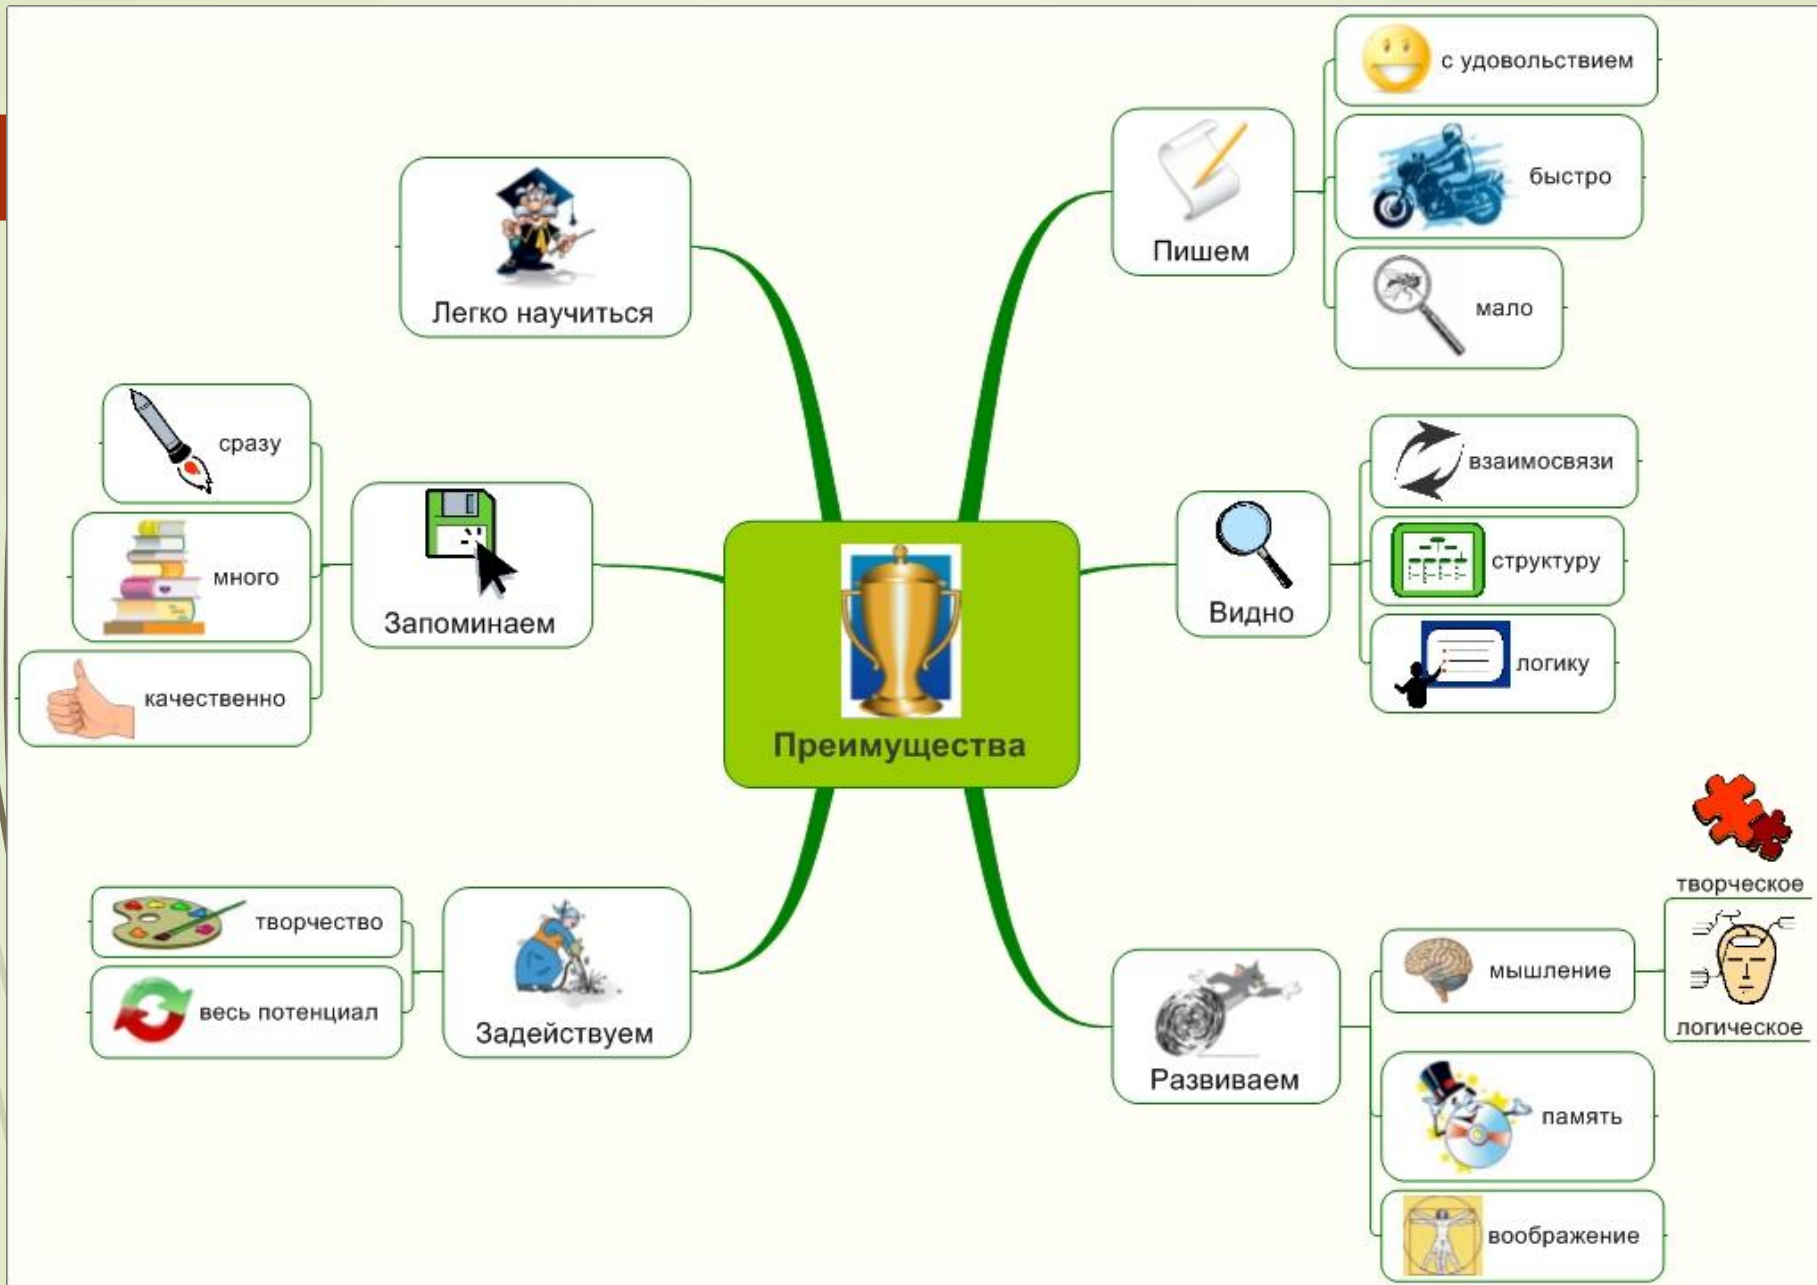 с удовольствием
быстро
Пишем
мало
Легко научиться
сразу
много
качественно
Запоминаем
взаимосвязи
структуру
логику
Видно
Преимущества
творчество
весь потенциал
Задействуем
творческое
мышление
логическое
Развиваем
память
воображение